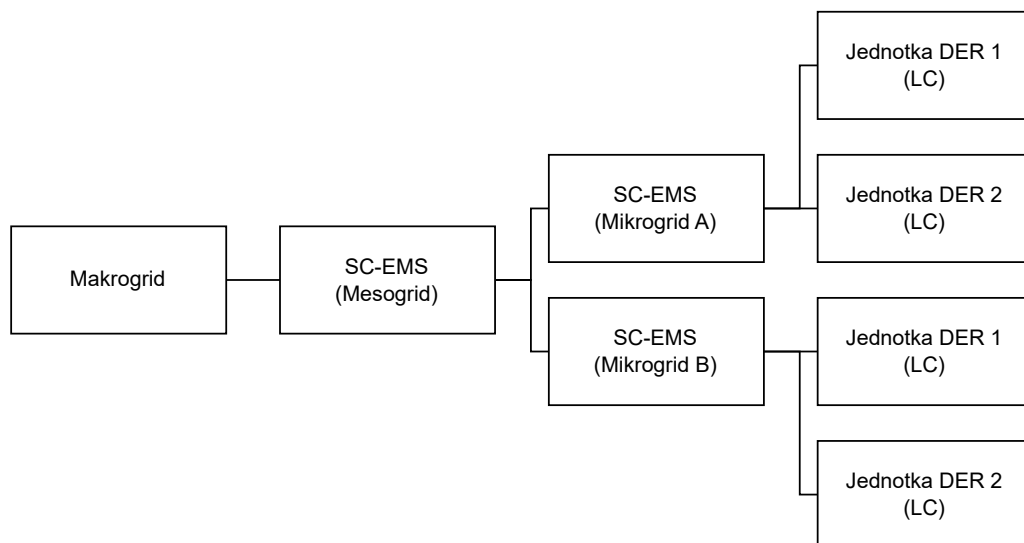 Makrogrid
SC-EMS
(Mesogrid)
SC-EMS
(Mikrogrid A)
SC-EMS
(Mikrogrid B)
Jednotka DER 1
(LC)
Jednotka DER 2
(LC)
Jednotka DER 1
(LC)
Jednotka DER 2
(LC)